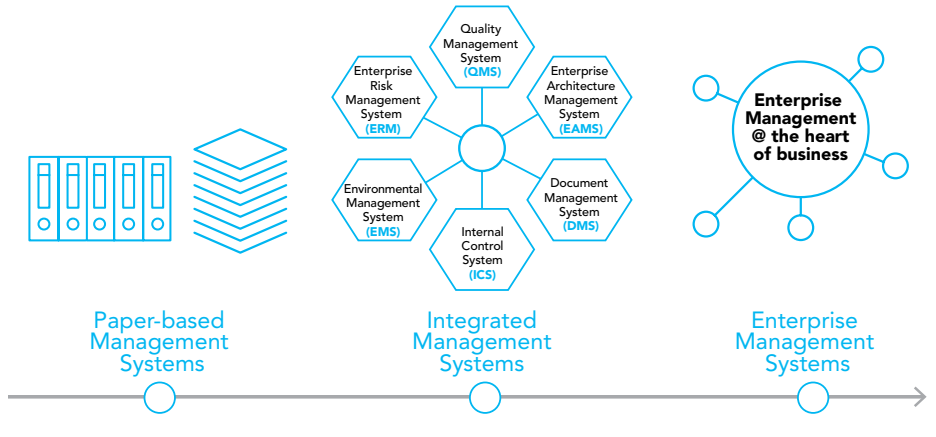 Quality
Management
System
(QMS)
Enterprise
Risk
Management
System
(ERM)
Enterprise
Architecture
Management
System
(EAMS)
Environmental
Management
System
(EMS)
Document
Management
System
(DMS)
Internal
Control
System
(ICS)
Enterprise
Management
@ the heart
of business
Paper-based
Management
Systems
Integrated
Management
Systems
Enterprise
Management
Systems